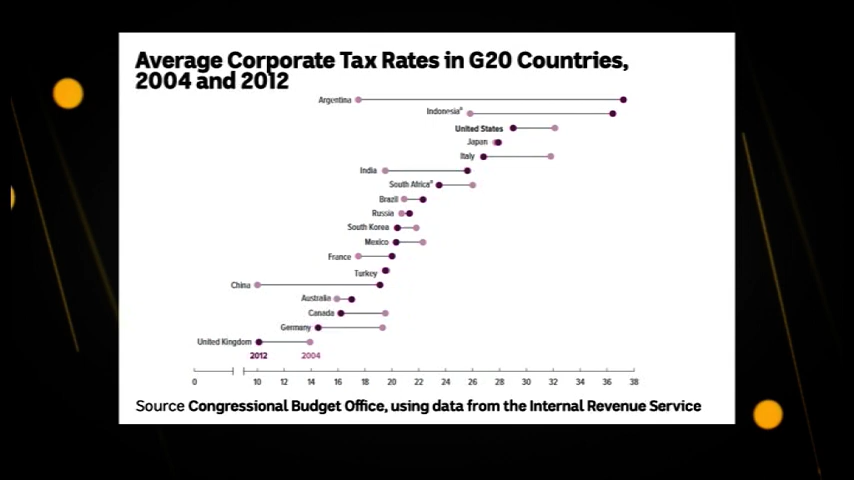 Average Corporate Tax Rates in G20 Countries,
2004 and 2012
Argentina
Indonesiaª
United States
Japan
Italy
India
South Africaª
Brazil
Russia
South Korea
Mexico
France
Turkey
China
Australia
Canada
Germany
United Kingdom
2012 2004
0 10 12 14 16 18 20 22 24 26 28 30 32 34 36 38
Source Congressional Budget Office, using data from the Internal Revenue Service